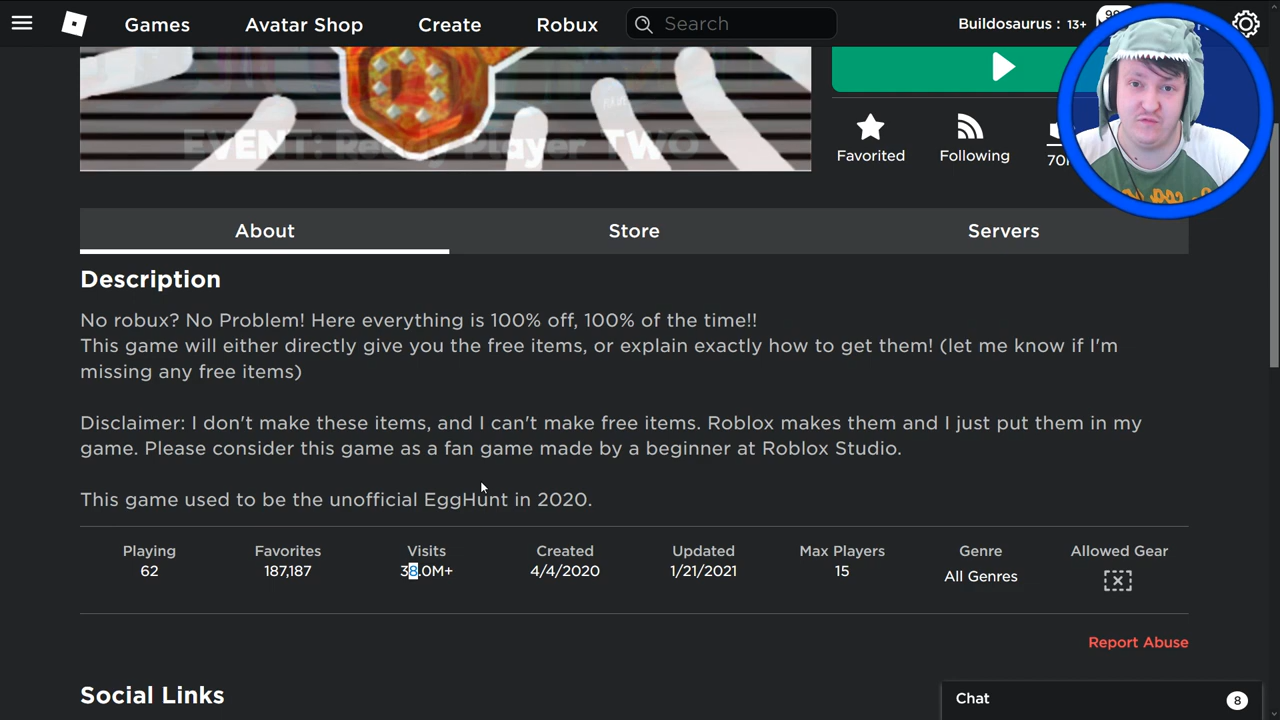 Games Avatar Shop Create Robux Search Buildosaurus : 13+
EVENT: Ready Player TWO
Favorited Following
About Store Servers
Description
No robux? No Problem! Here everything is 100% off, 100% of the time!!
This game will either directly give you the free items, or explain exactly how to get them! (let me know if I'm
missing any free items)
Disclaimer: I don't make these items, and I can't make free items. Roblox makes them and I just put them in my
game. Please consider this game as a fan game made by a beginner at Roblox Studio.
This game used to be the unofficial EggHunt in 2020.
Playing Favorites Visits Created Updated Max Players Genre Allowed Gear
62 187,187 38.0M+ 4/4/2020 1/21/2021 15 All Genres
Report Abuse
Social Links
Chat 8